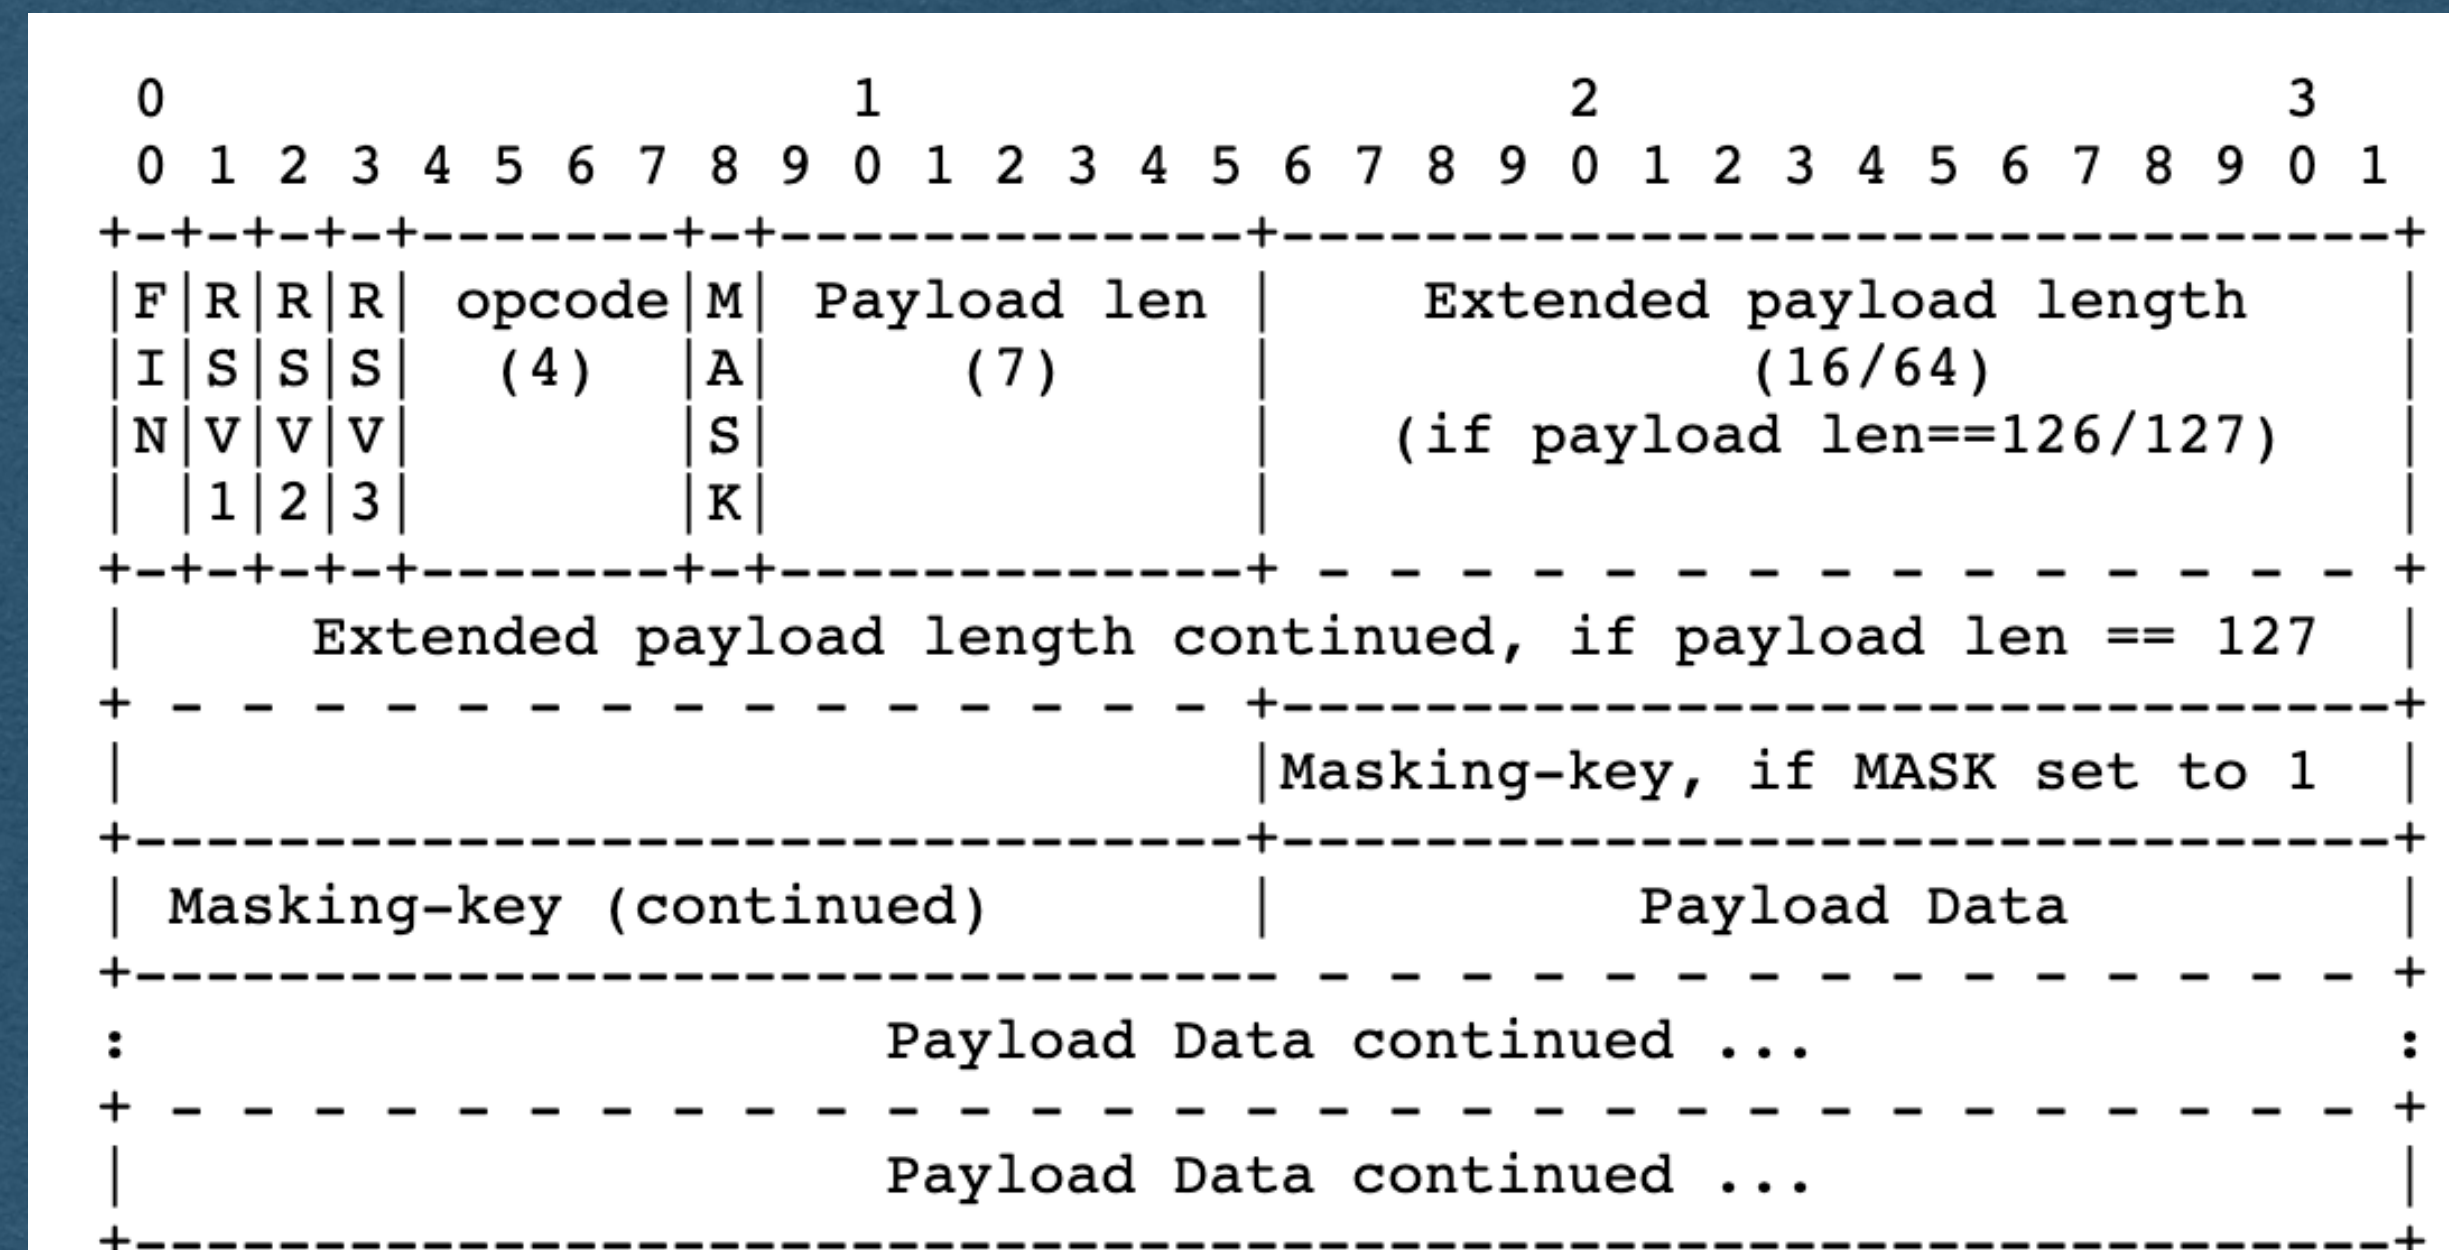 0                   1                   2                   3
 0 1 2 3 4 5 6 7 8 9 0 1 2 3 4 5 6 7 8 9 0 1 2 3 4 5 6 7 8 9 0 1
+-+-+-+-+-------+-+-------------+-------------------------------+
|F|R|R|R| opcode|M| Payload len |    Extended payload length    |
|I|S|S|S|  (4)  |A|     (7)     |             (16/64)           |
|N|V|V|V|       |S|             |   (if payload len==126/127)   |
| |1|2|3|       |K|             |                               |
+-+-+-+-+-------+-+-------------+ - - - - - - - - - - - - - - - +
|     Extended payload length continued, if payload len == 127  |
+ - - - - - - - - - - - - - - - +-------------------------------+
|                               |Masking-key, if MASK set to 1  |
+-------------------------------+-------------------------------+
| Masking-key (continued)       |          Payload Data         |
+-------------------------------- - - - - - - - - - - - - - - - +
:                     Payload Data continued ...                :
+ - - - - - - - - - - - - - - - - - - - - - - - - - - - - - - - +
|                     Payload Data continued ...                |
+---------------------------------------------------------------+